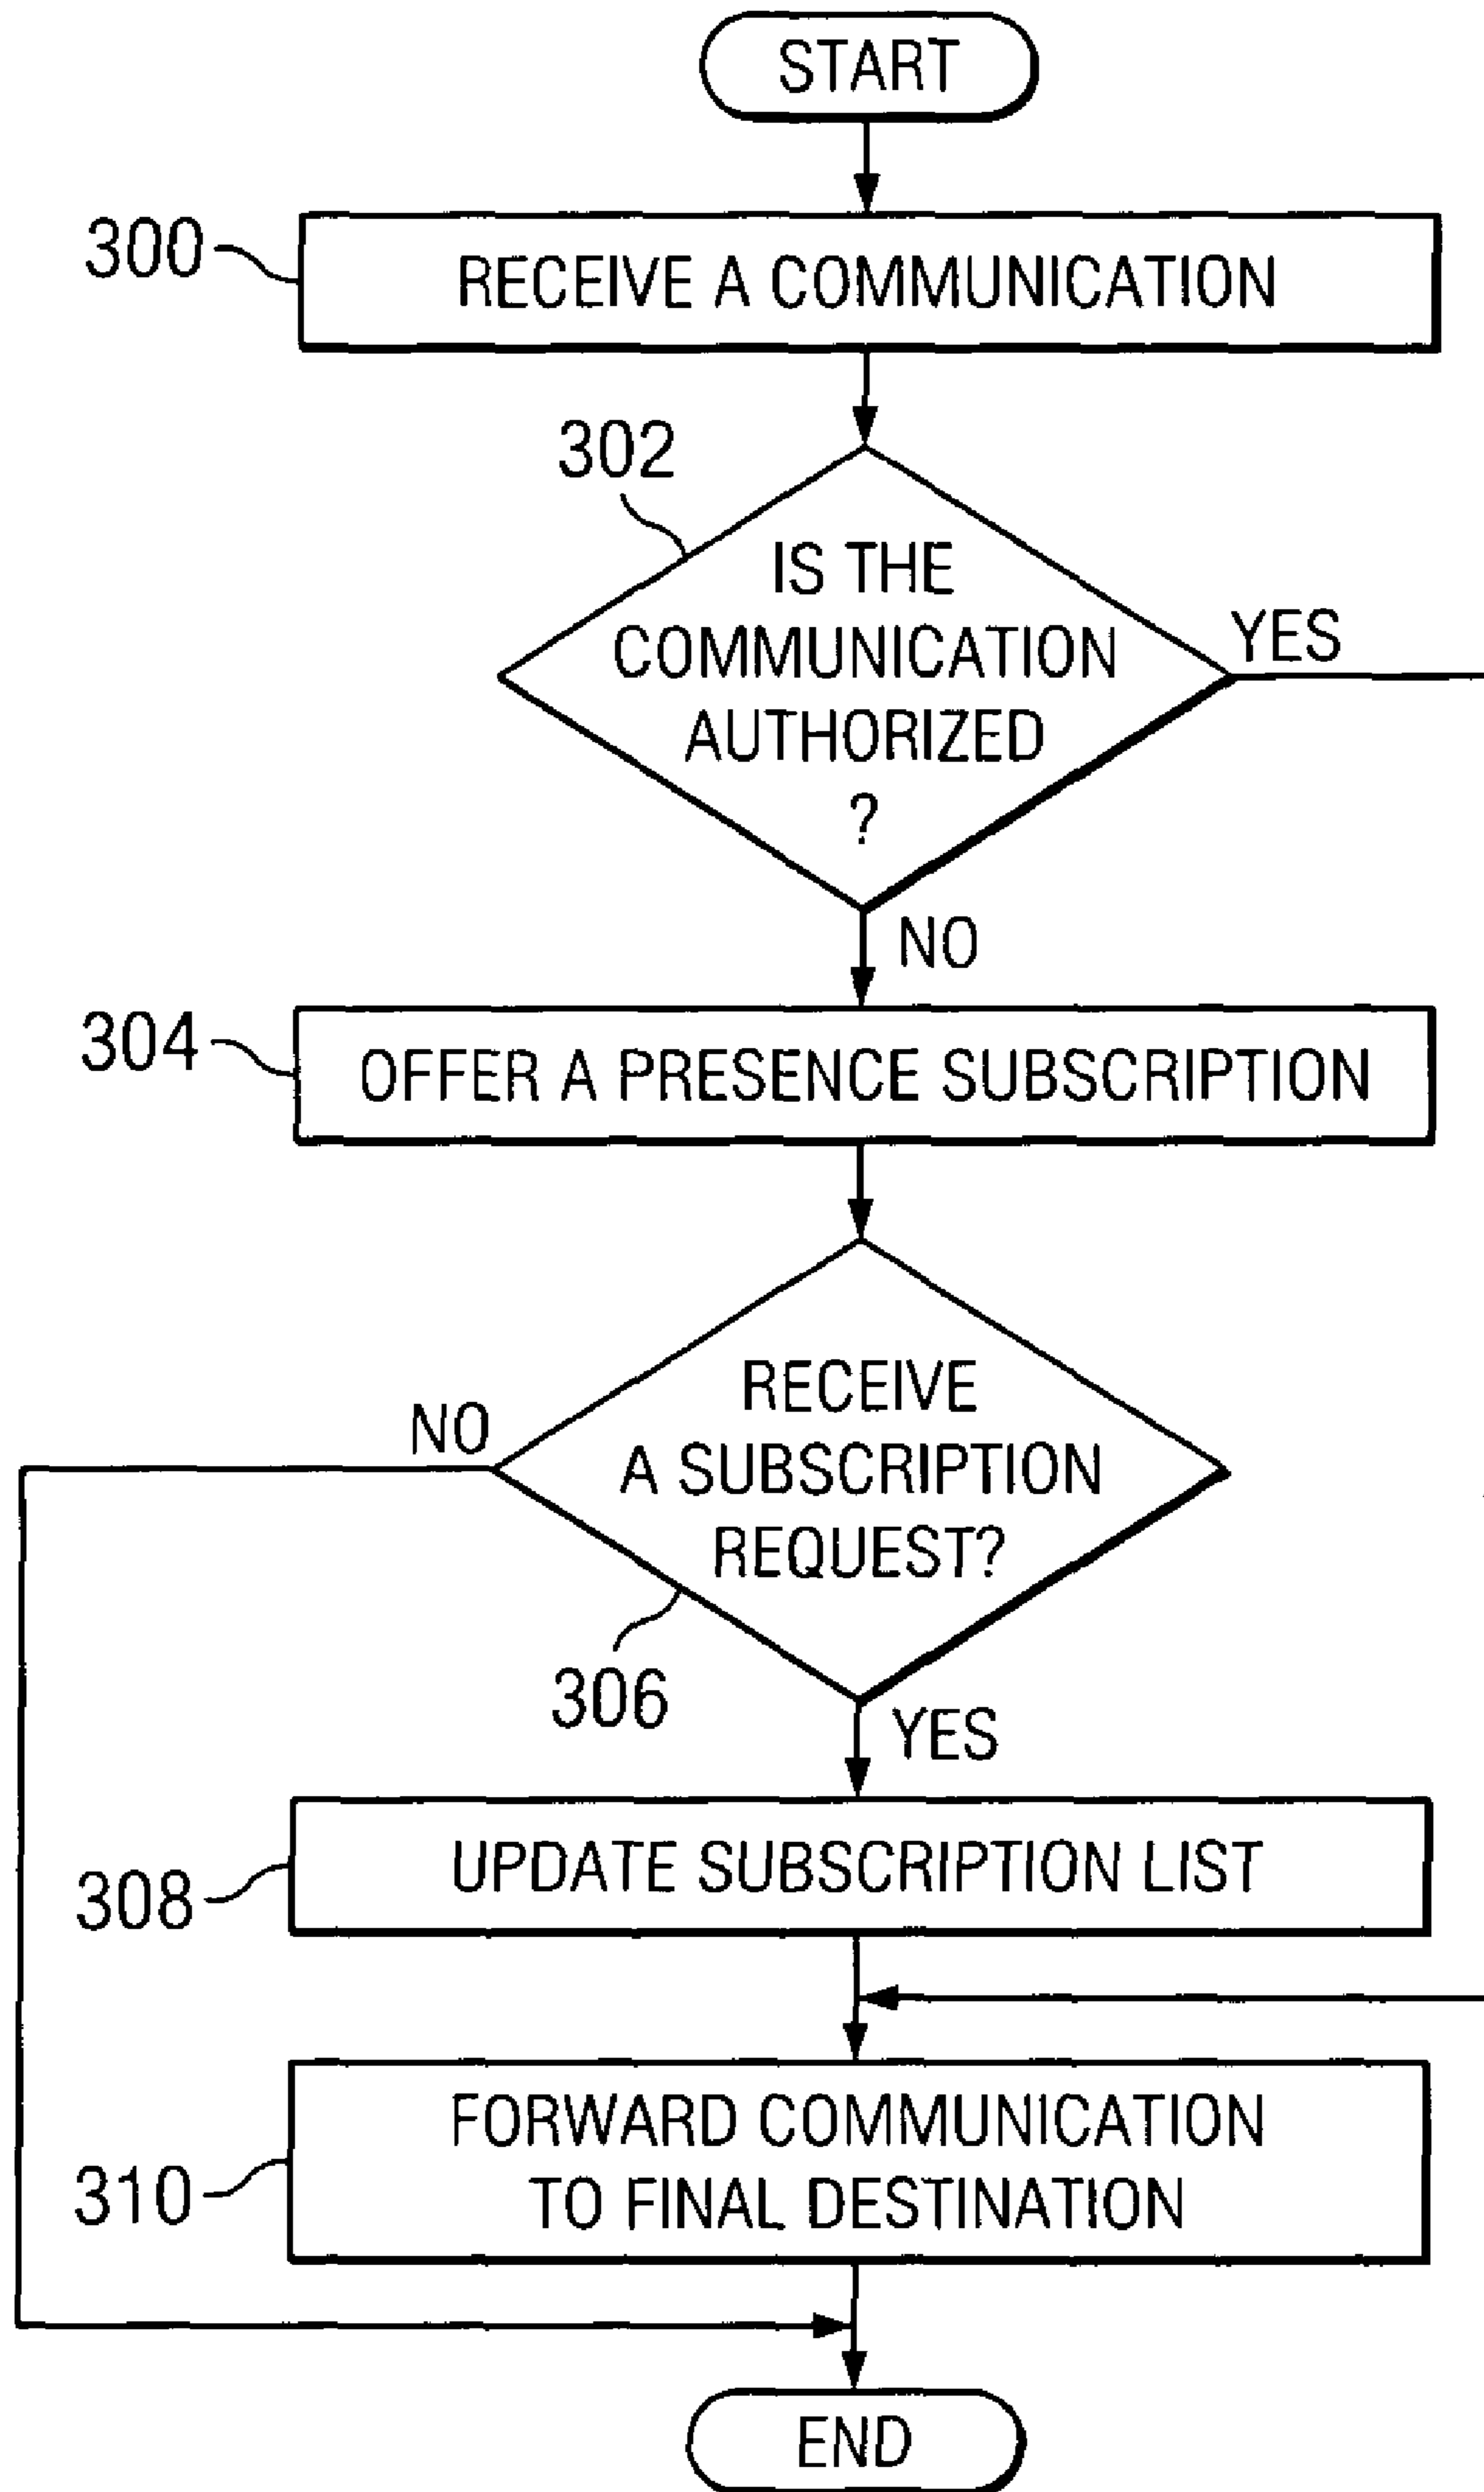 START
300
RECEIVE A COMMUNICATION
302
IS THE
COMMUNICATION
AUTHORIZED
?
YES
NO
304
OFFER A PRESENCE SUBSCRIPTION
RECEIVE
A SUBSCRIPTION
REQUEST?
NO
306
YES
308
UPDATE SUBSCRIPTION LIST
310
FORWARD COMMUNICATION
TO FINAL DESTINATION
END